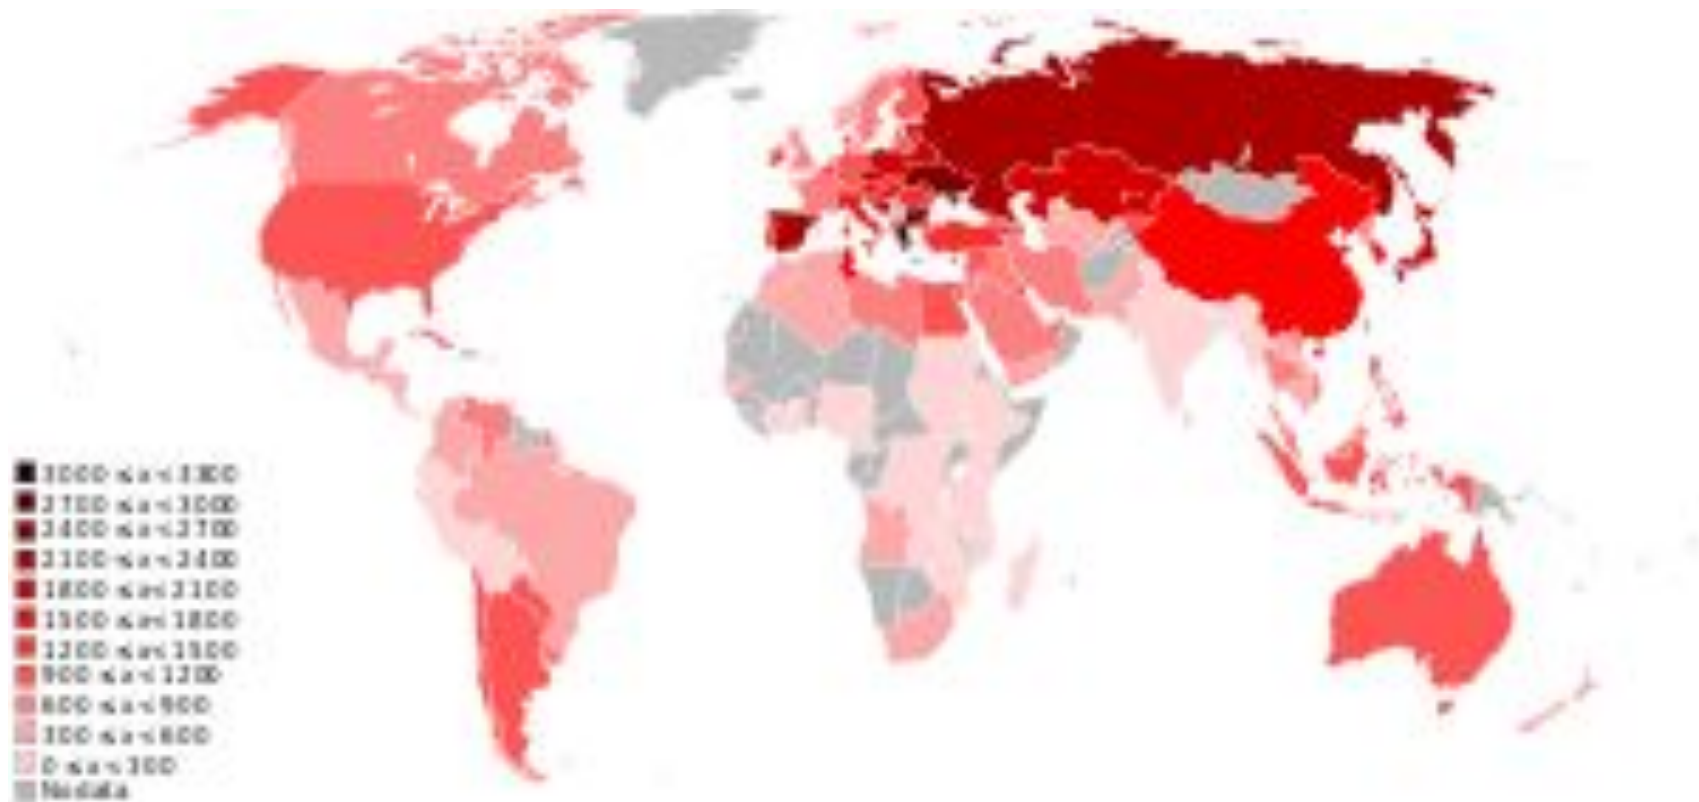 3000 ≤ a < 3300
2700 ≤ a < 3000
2400 ≤ a < 2700
2100 ≤ a < 2400
1800 ≤ a < 2100
1500 ≤ a < 1800
1200 ≤ a < 1500
900 ≤ a < 1200
600 ≤ a < 900
300 ≤ a < 600
0 ≤ a < 300
No data